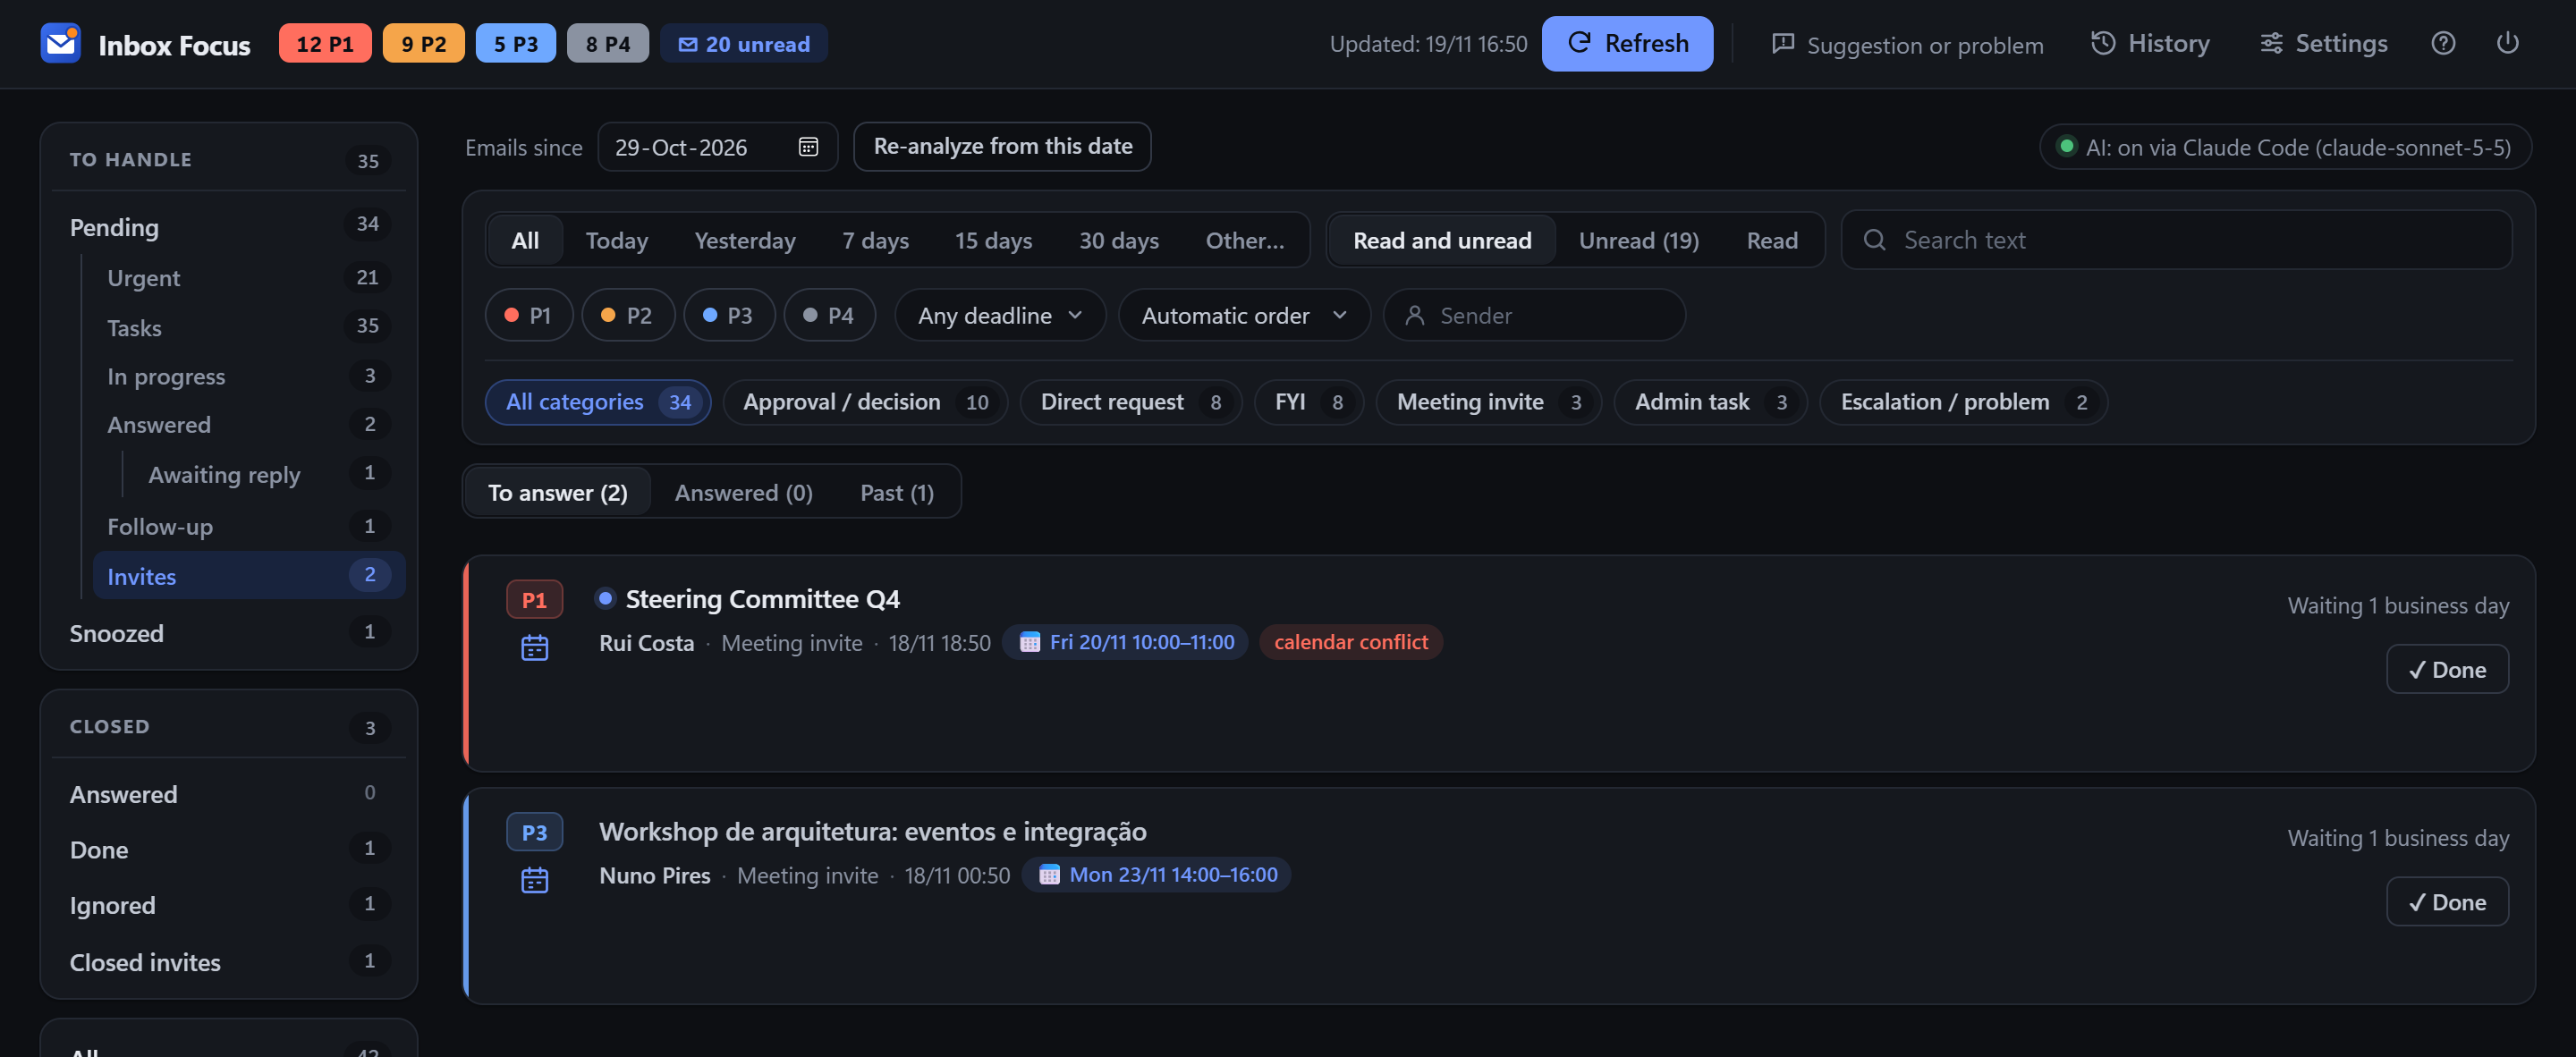 Inbox Focus
12 P1
9 P2
5 P3
8 P4
20 unread
Updated: 19/11 16:50
Refresh
Suggestion or problem
History
Settings
TO HANDLE 35
Pending 34
Urgent 21
Tasks 35
In progress 3
Answered 2
Awaiting reply 1
Follow-up 1
Invites 2
Snoozed 1
CLOSED 3
Answered 0
Done 1
Ignored 1
Closed invites 1
All 42
Emails since 29-Oct-2026 Re-analyze from this date
AI: on via Claude Code (claude-sonnet-5-5)
All Today Yesterday 7 days 15 days 30 days Other...
Read and unread Unread (19) Read
Search text
P1 P2 P3 P4 Any deadline Automatic order Sender
All categories 34 Approval / decision 10 Direct request 8 FYI 8 Meeting invite 3 Admin task 3 Escalation / problem 2
To answer (2) Answered (0) Past (1)
P1 Steering Committee Q4
Waiting 1 business day
Rui Costa · Meeting invite · 18/11 18:50 Fri 20/11 10:00–11:00 calendar conflict
✓ Done
P3 Workshop de arquitetura: eventos e integração
Waiting 1 business day
Nuno Pires · Meeting invite · 18/11 00:50 Mon 23/11 14:00–16:00
✓ Done